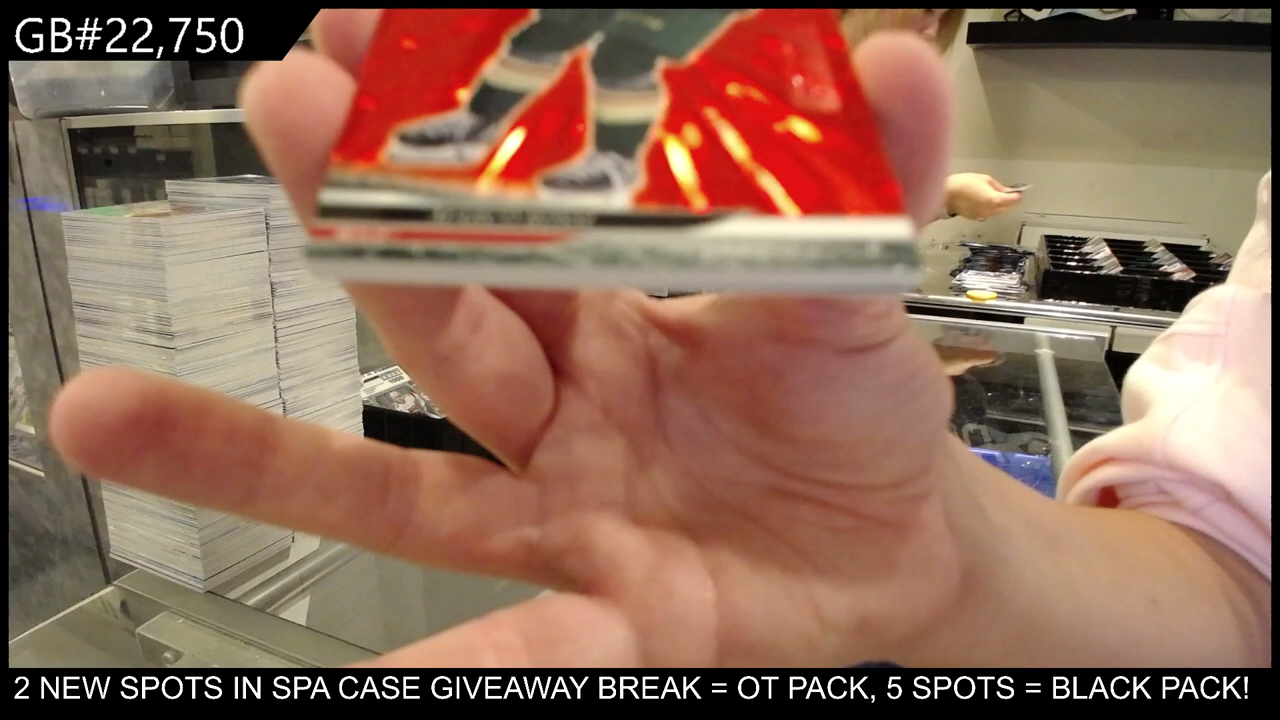 GB#22,750
2 NEW SPOTS IN SPA CASE GIVEAWAY BREAK = OT PACK, 5 SPOTS = BLACK PACK!